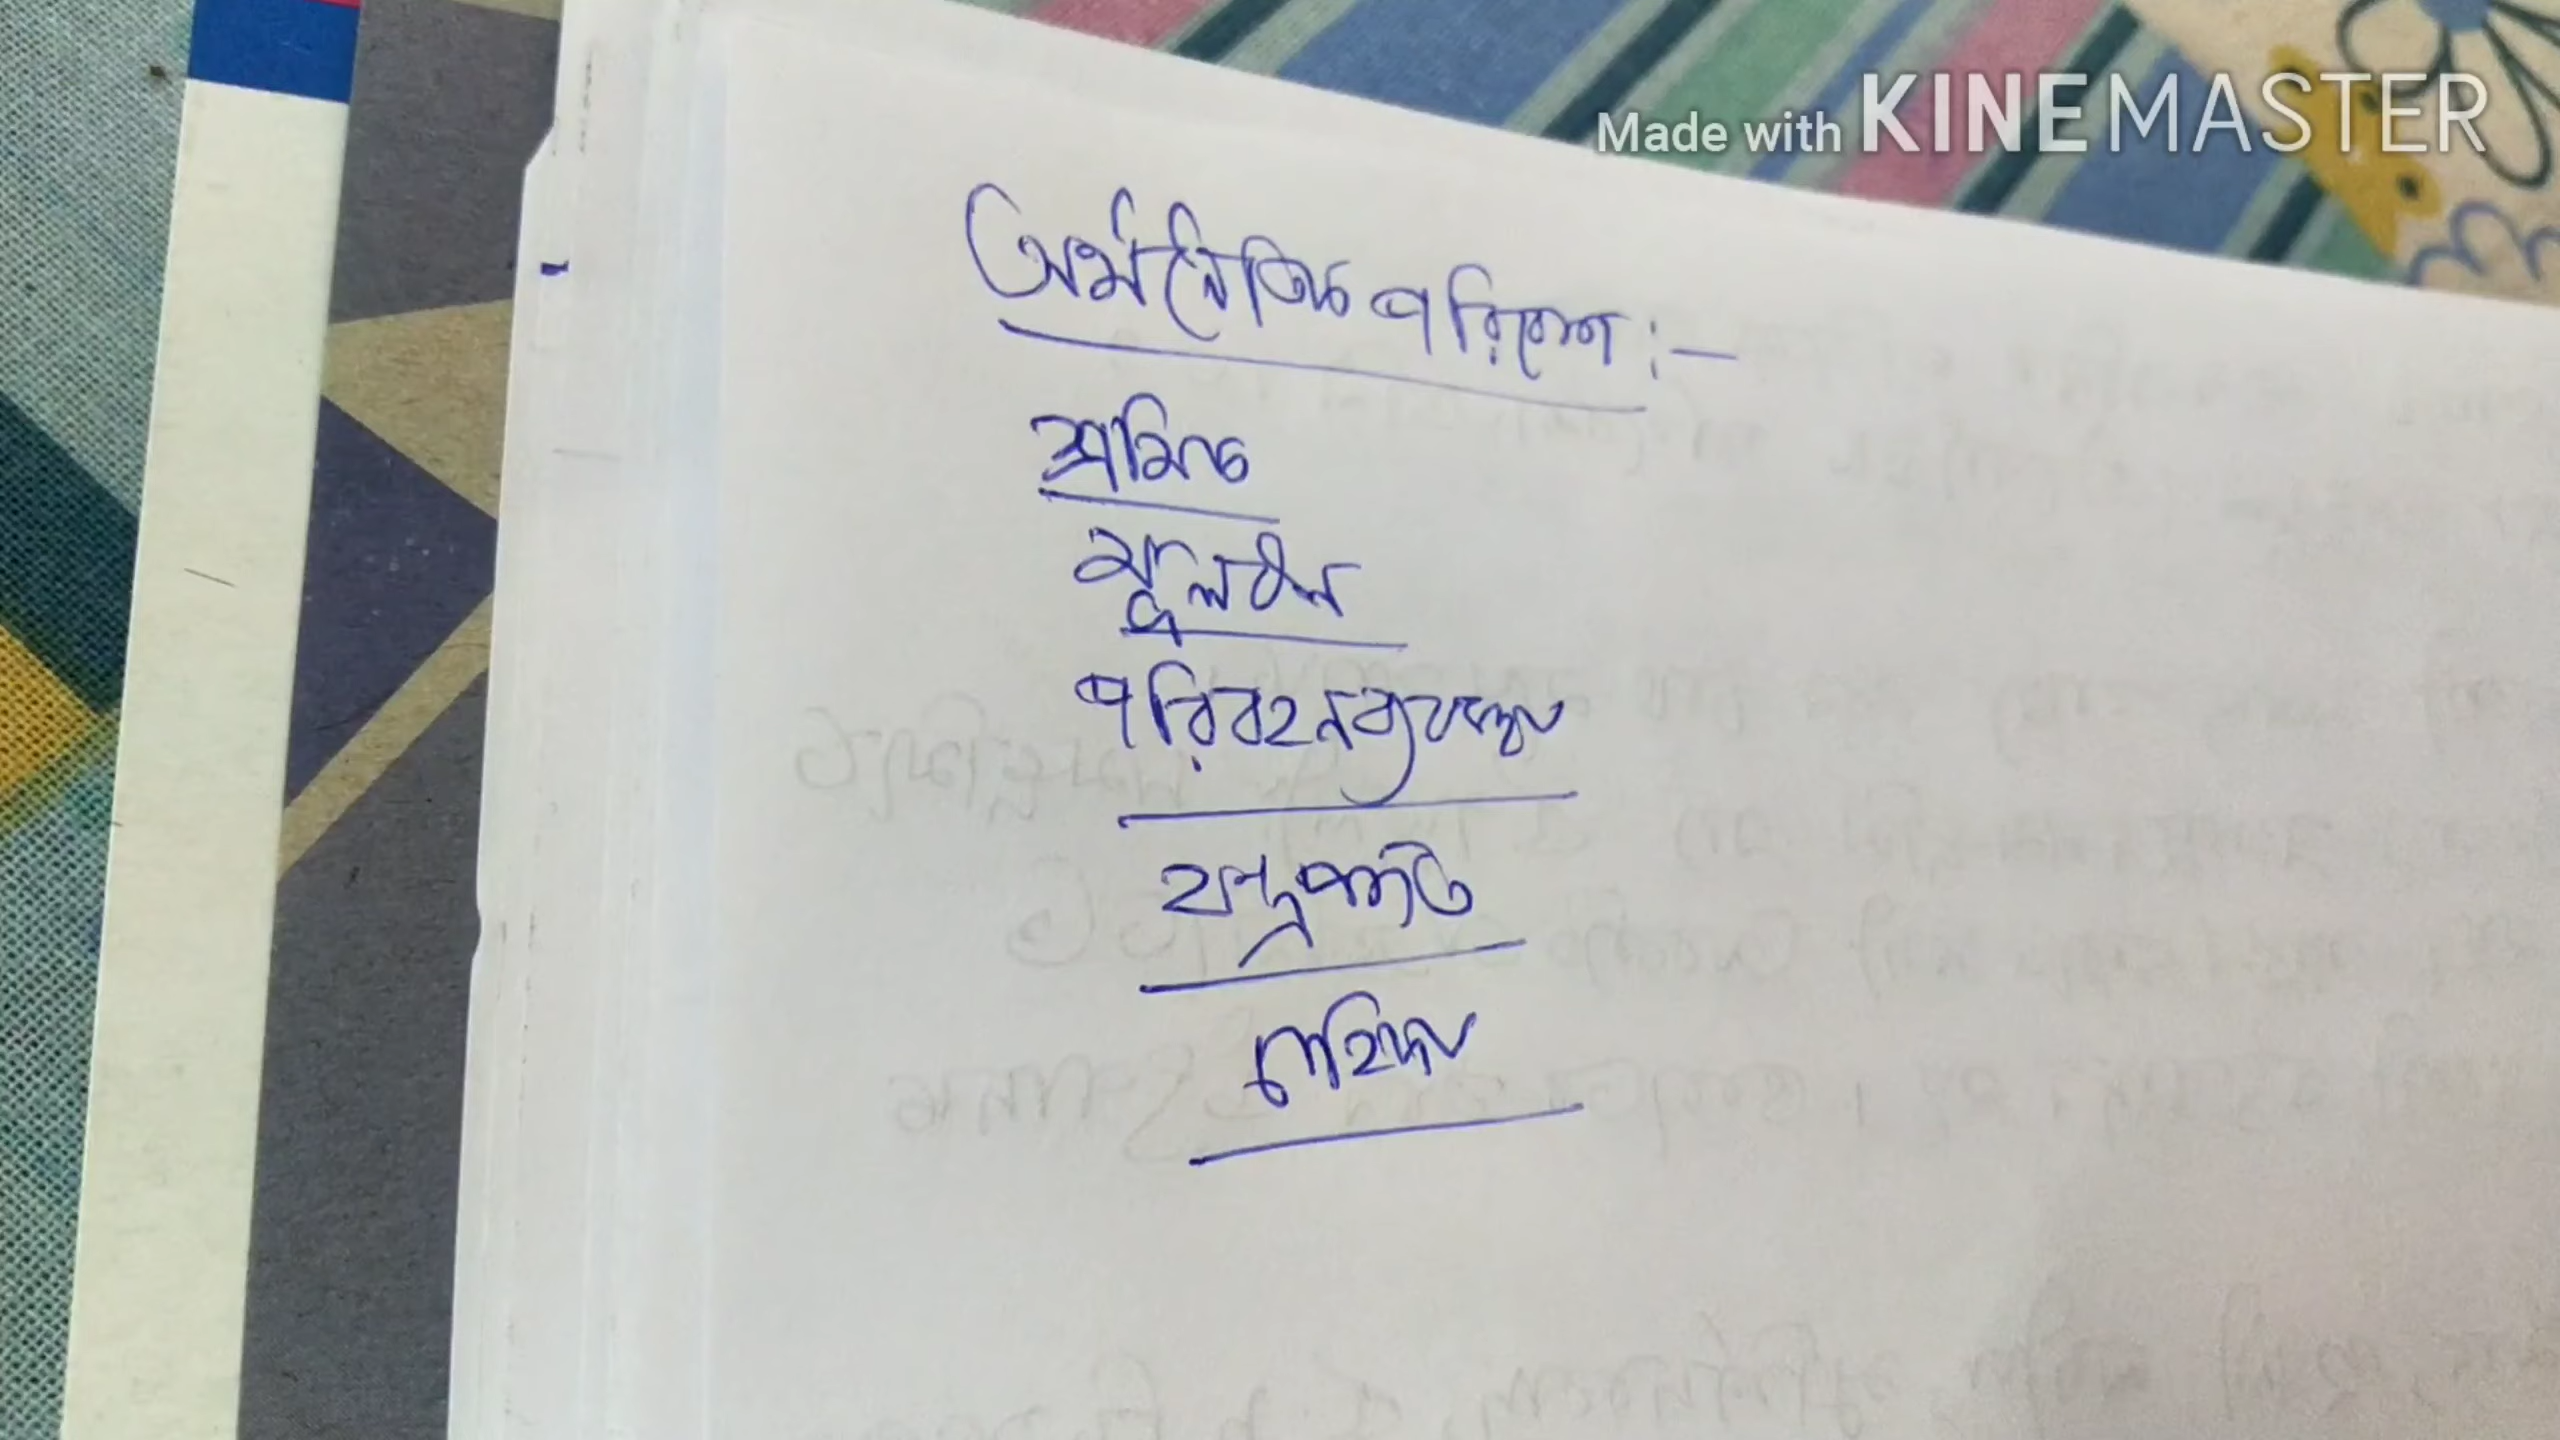 Made with KINEMASTER
অর্থনৈতিক পরিবেশ :—
শ্রমিক
মূলধন
পরিবহনব্যবস্থা
যন্ত্রপাতি
চাহিদা